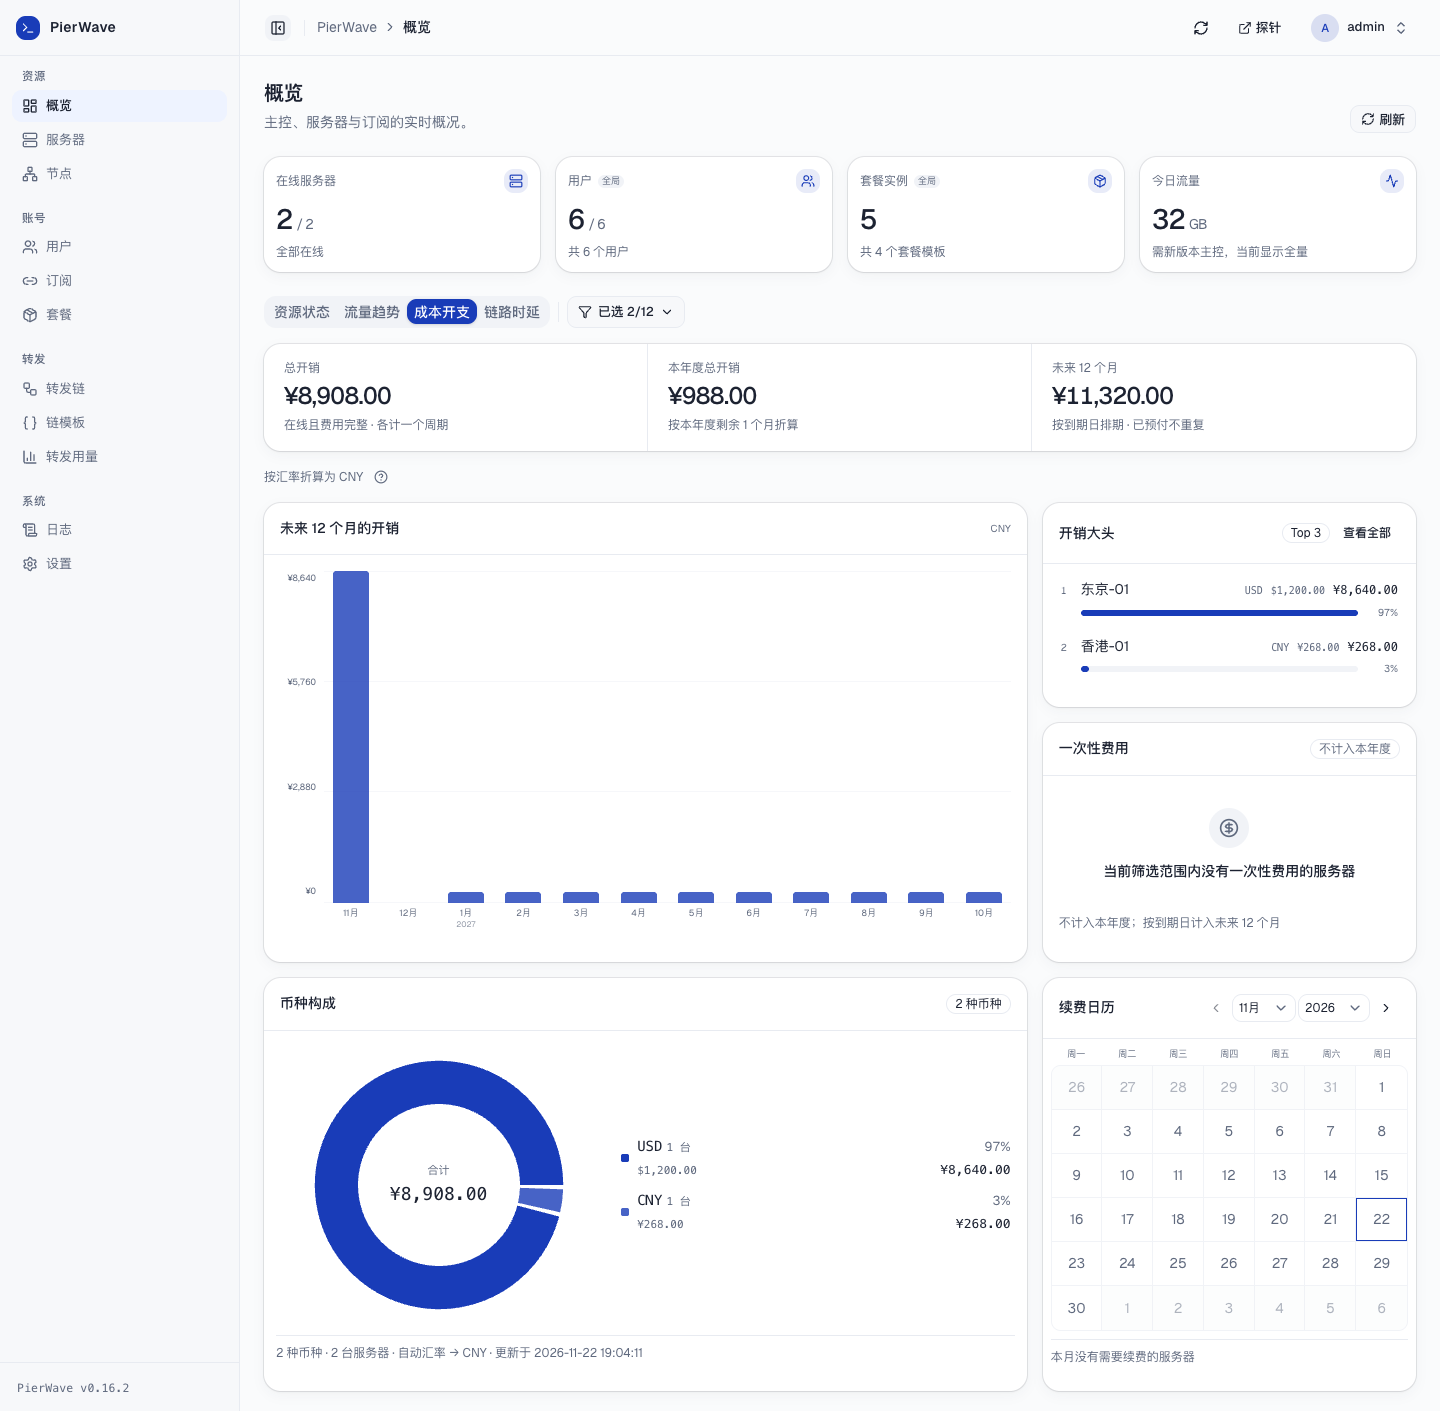 PierWave
PierWave > 概览
探针
A admin
资源
概览
服务器
节点
账号
用户
订阅
套餐
转发
转发链
链模板
转发用量
系统
日志
设置
PierWave v0.16.2
概览
主控、服务器与订阅的实时概况。
刷新
在线服务器
2 / 2
全部在线
用户 全局
6 / 6
共 6 个用户
套餐实例 全局
5
共 4 个套餐模板
今日流量
32 GB
需新版本主控，当前显示全量
资源状态 流量趋势 成本开支 链路时延
已选 2/12
总开销
¥8,908.00
在线且费用完整 · 各计一个周期
本年度总开销
¥988.00
按本年度剩余 1 个月折算
未来 12 个月
¥11,320.00
按到期日排期 · 已预付不重复
按汇率折算为 CNY
未来 12 个月的开销
CNY
¥8,640
¥5,760
¥2,880
¥0
11月 12月 1月 2月 3月 4月 5月 6月 7月 8月 9月 10月
2027
开销大头
Top 3 查看全部
1 东京-01 USD $1,200.00 ¥8,640.00
97%
2 香港-01 CNY ¥268.00 ¥268.00
3%
一次性费用
不计入本年度
当前筛选范围内没有一次性费用的服务器
不计入本年度；按到期日计入未来 12 个月
币种构成
2 种币种
合计
¥8,908.00
USD 1 台 97%
$1,200.00 ¥8,640.00
CNY 1 台 3%
¥268.00 ¥268.00
2 种币种 · 2 台服务器 · 自动汇率 → CNY · 更新于 2026-11-22 19:04:11
续费日历
11月 2026
周一 周二 周三 周四 周五 周六 周日
26 27 28 29 30 31 1
2 3 4 5 6 7 8
9 10 11 12 13 14 15
16 17 18 19 20 21 22
23 24 25 26 27 28 29
30 1 2 3 4 5 6
本月没有需要续费的服务器